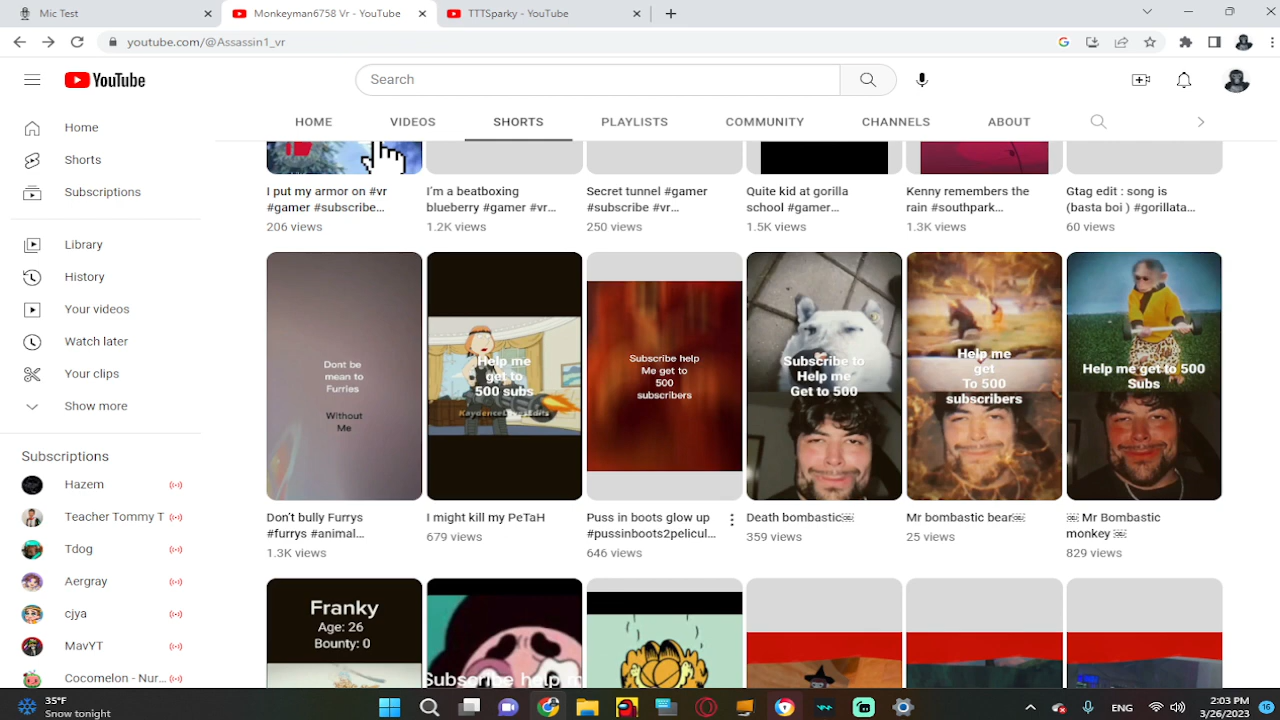 Mic Test
Monkeyman6758 Vr - YouTube
TTTSparky - YouTube
youtube.com/@Assassin1_vr
YouTube
Search
HOME
VIDEOS
SHORTS
PLAYLISTS
COMMUNITY
CHANNELS
ABOUT
Home
Shorts
Subscriptions
Library
History
Your videos
Watch later
Your clips
Show more
Subscriptions
Hazem
Teacher Tommy T
Tdog
Aergray
cjya
MavYT
Cocomelon - Nur...
I put my armor on #vr
#gamer #subscribe...
206 views
I'm a beatboxing
blueberry #gamer #vr...
1.2K views
Secret tunnel #gamer
#subscribe #vr...
250 views
Quite kid at gorilla
school #gamer...
1.5K views
Kenny remembers the
rain #southpark...
1.3K views
Gtag edit : song is
(basta boi ) #gorillata...
60 views
Dont be
mean to
Furries
Without
Me
Don't bully Furrys
#furrys #animal...
1.3K views
Help me
get to
500 subs
I might kill my PeTaH
679 views
Subscribe help
Me get to
500
subscribers
Puss in boots glow up
#pussinboots2pelicul...
646 views
Subscribe to
Help me
Get to 500
Death bombastic
359 views
Help me
get
To 500
subscribers
Mr bombastic bear
25 views
Help me get to 500
Subs
Mr Bombastic
monkey
829 views
Franky
Age: 26
Bounty: 0
Subscribe help m
35°F
Snow tonight
2:03 PM
3/26/2023
16